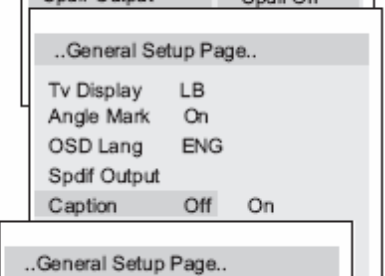 ..General Setup Page..
Tv Display LB
Angle Mark On
OSD Lang ENG
Spdif Output
Caption Off On
..General Setup Page..